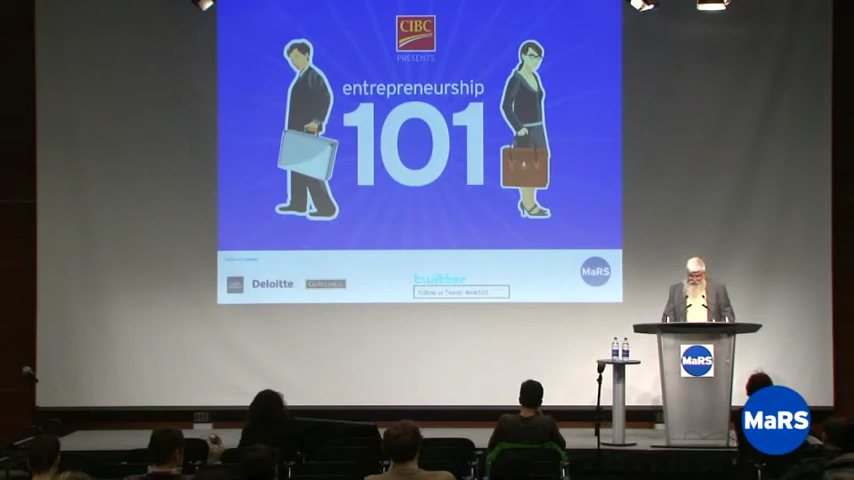 CIBC
PRESENTS
entrepreneurship
101
Deloitte
twitter
MaRS
MaRS
MaRS